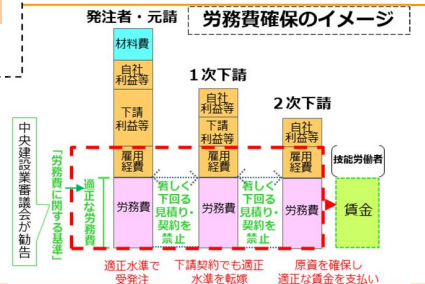 労務費確保のイメージ
発注者・元請
材料費
自社
利益等
下請
利益等
雇用
経費
労務費
1次下請
自社
利益等
下請
利益等
雇用
経費
労務費
2次下請
自社
利益等
雇用
経費
労務費
技能労働者
賃金
中央建設業審議会が勧告
「労務費に関する基準」
適正な労務費
著しく
下回る
見積り・
契約を
禁止
著しく
下回る
見積り・
契約を
禁止
適正水準で
受発注
下請契約でも適正
水準を転嫁
原資を確保し
適正な賃金を支払い